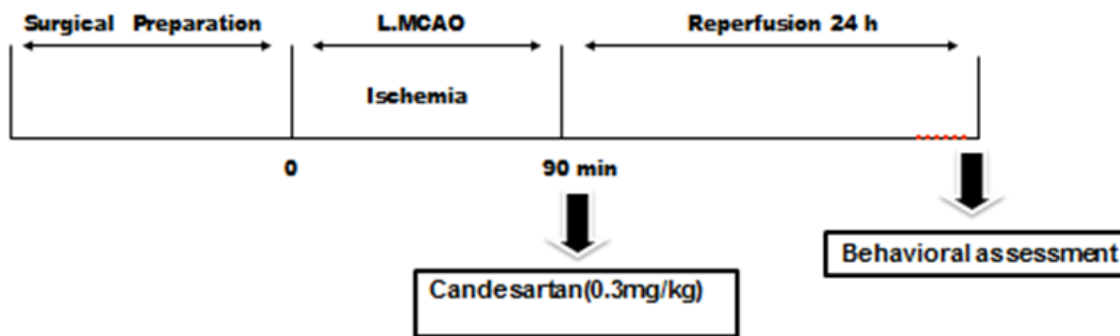 Surgical Preparation
L.MCAO
Reperfusion 24 h
Ischemia
0
90 min
Behavioral assessment
Candesartan(0.3mg/kg)